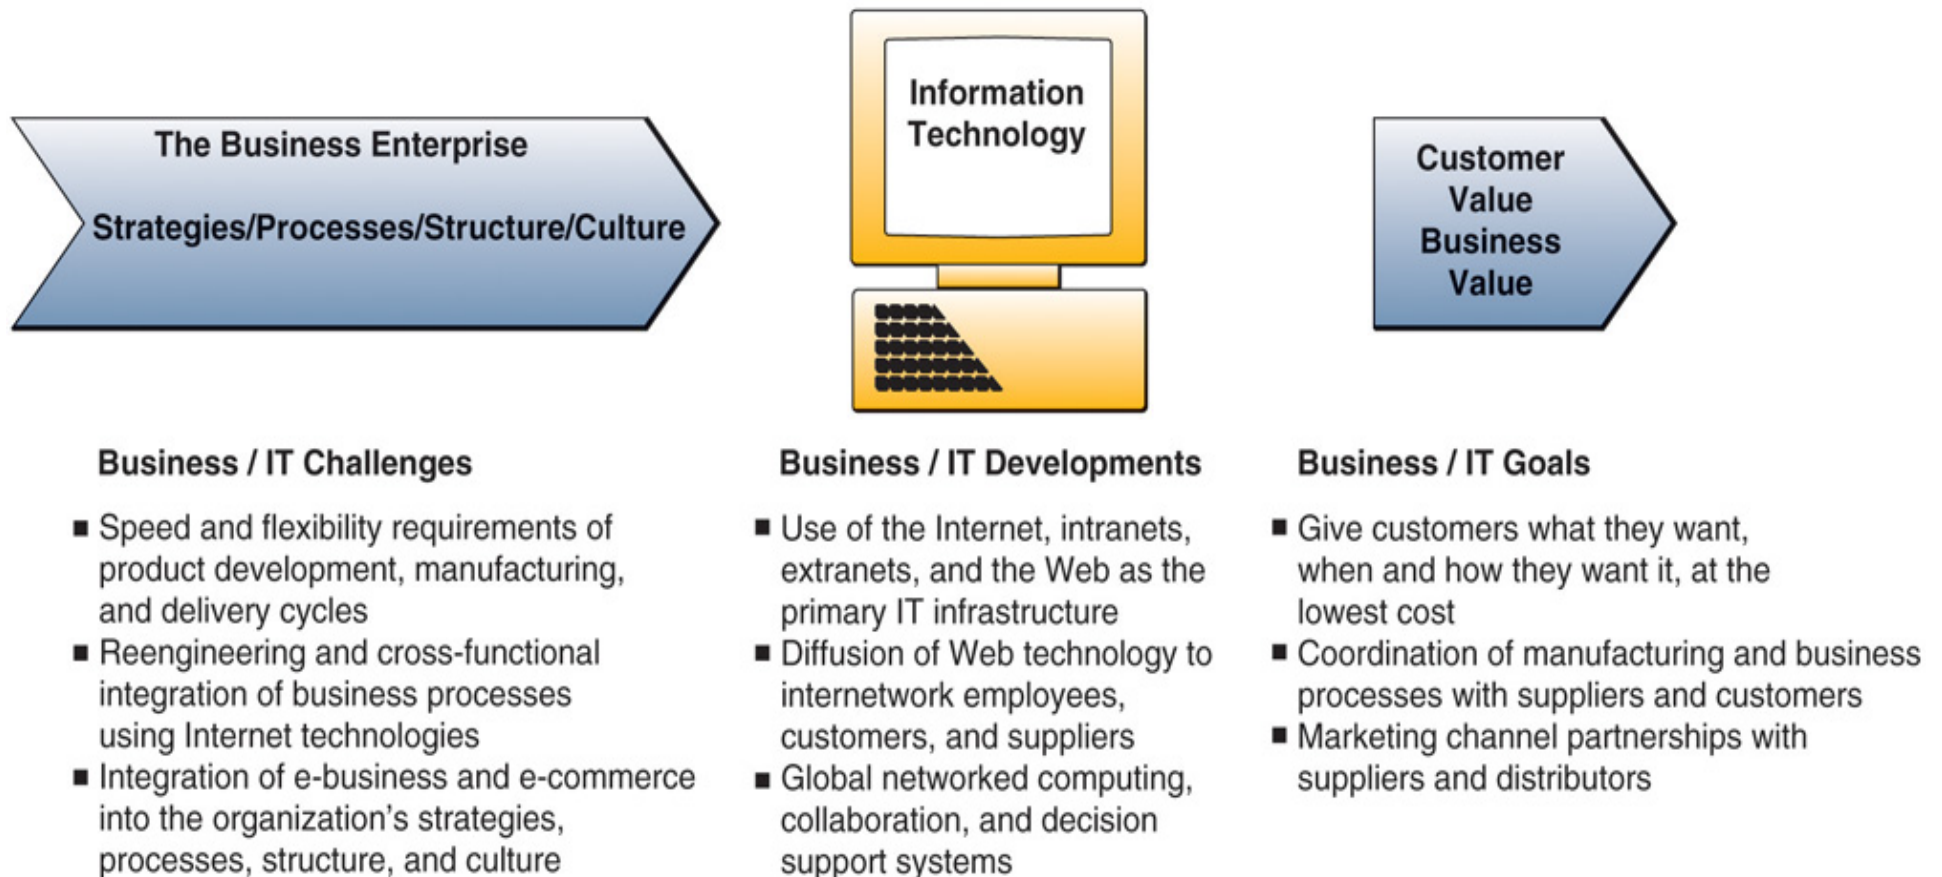 The Business Enterprise
Strategies/Processes/Structure/Culture
Information
Technology
Customer
Value
Business
Value
Business / IT Challenges
■ Speed and flexibility requirements of
product development, manufacturing,
and delivery cycles
■ Reengineering and cross-functional
integration of business processes
using Internet technologies
■ Integration of e-business and e-commerce
into the organization's strategies,
processes, structure, and culture
Business / IT Developments
■ Use of the Internet, intranets,
extranets, and the Web as the
primary IT infrastructure
■ Diffusion of Web technology to
internetwork employees,
customers, and suppliers
■ Global networked computing,
collaboration, and decision
support systems
Business / IT Goals
■ Give customers what they want,
when and how they want it, at the
lowest cost
■ Coordination of manufacturing and business
processes with suppliers and customers
■ Marketing channel partnerships with
suppliers and distributors